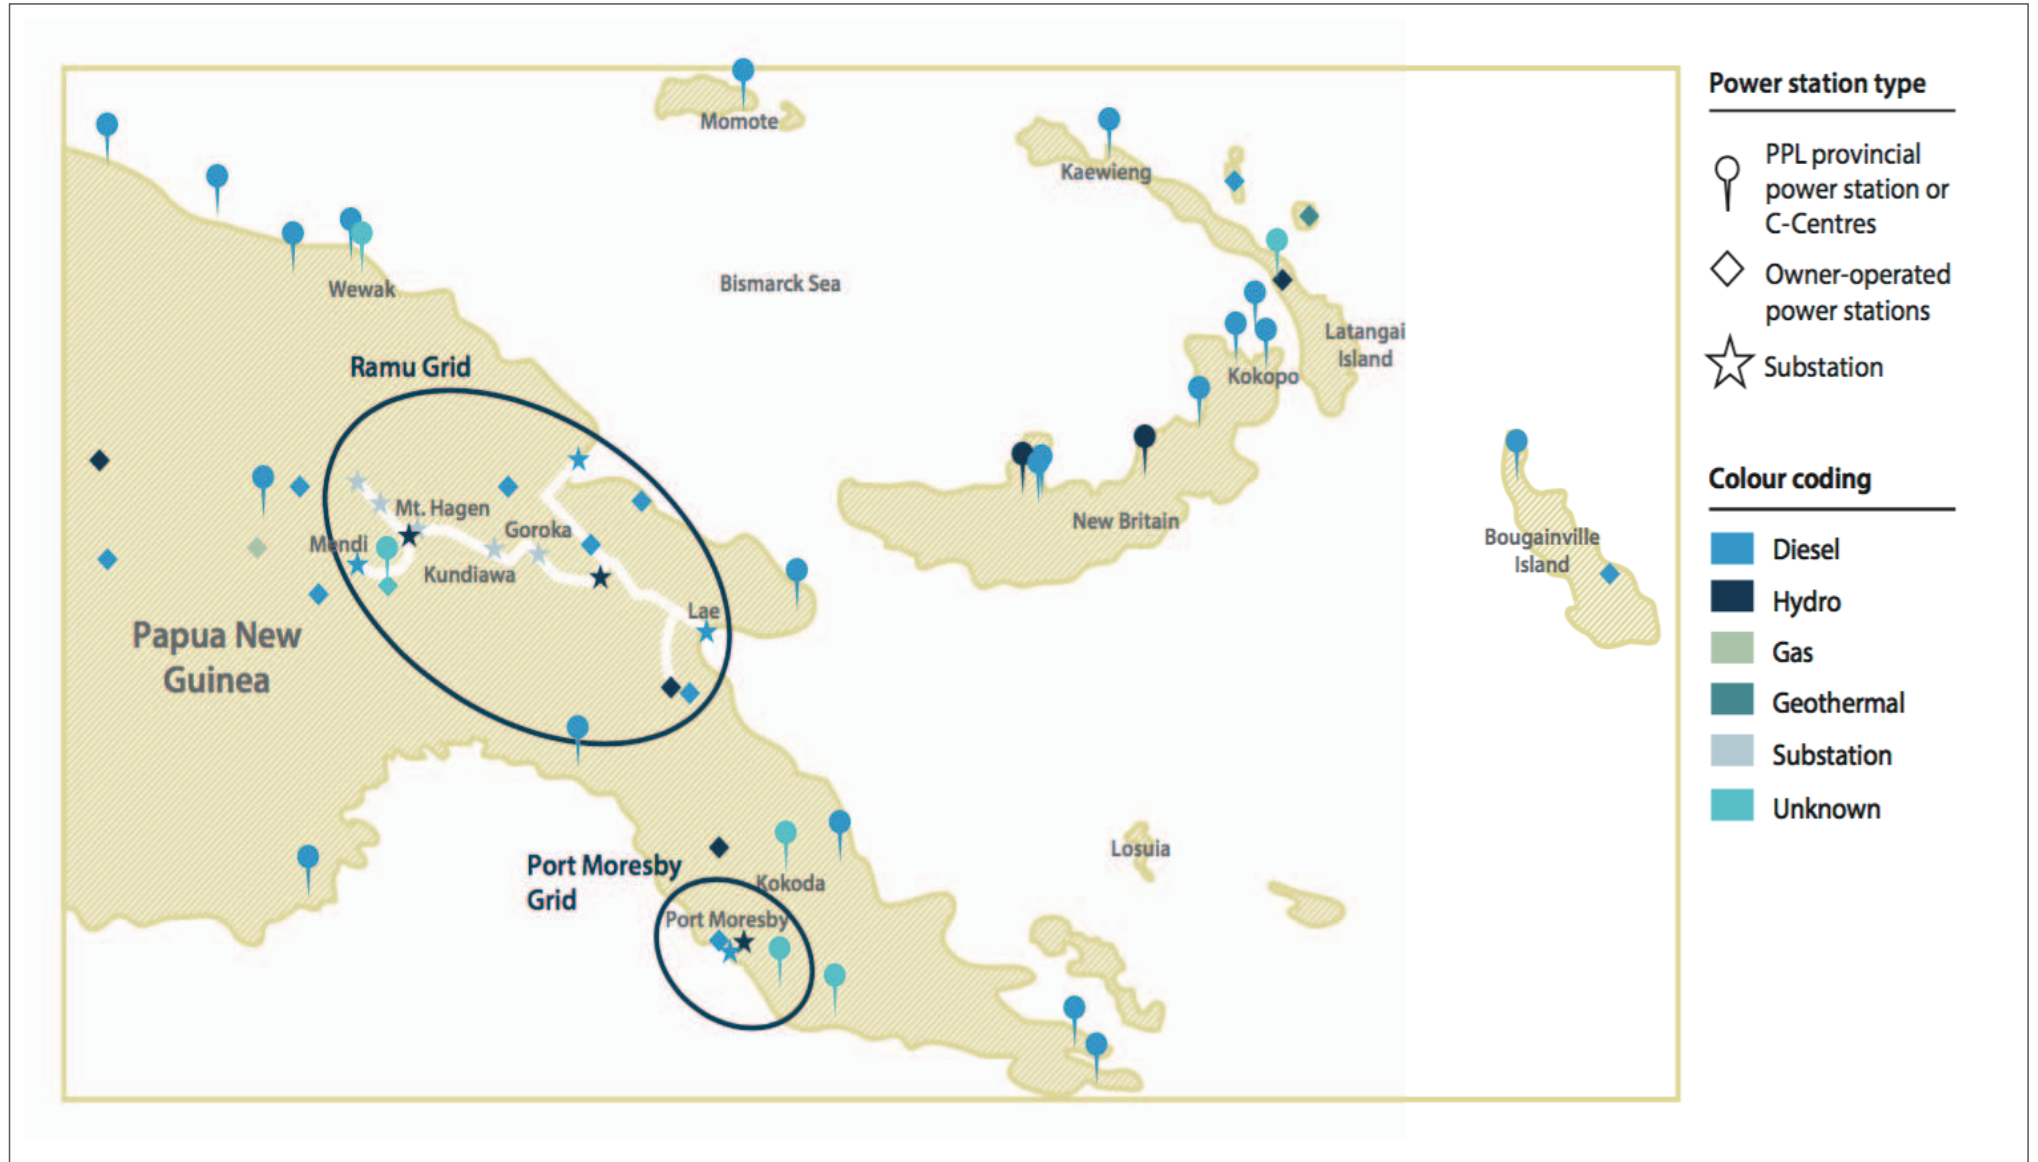 Momote
Kaewieng
Wewak
Bismarck Sea
Latangai
Island
Kokopo
Ramu Grid
Mt. Hagen
Goroka
Mendi
Kundiawa
New Britain
Bougainville
Island
Lae
Papua New
Guinea
Losuia
Port Moresby
Grid
Kokoda
Port Moresby
Power station type
PPL provincial
power station or
C-Centres
Owner-operated
power stations
Substation
Colour coding
Diesel
Hydro
Gas
Geothermal
Substation
Unknown